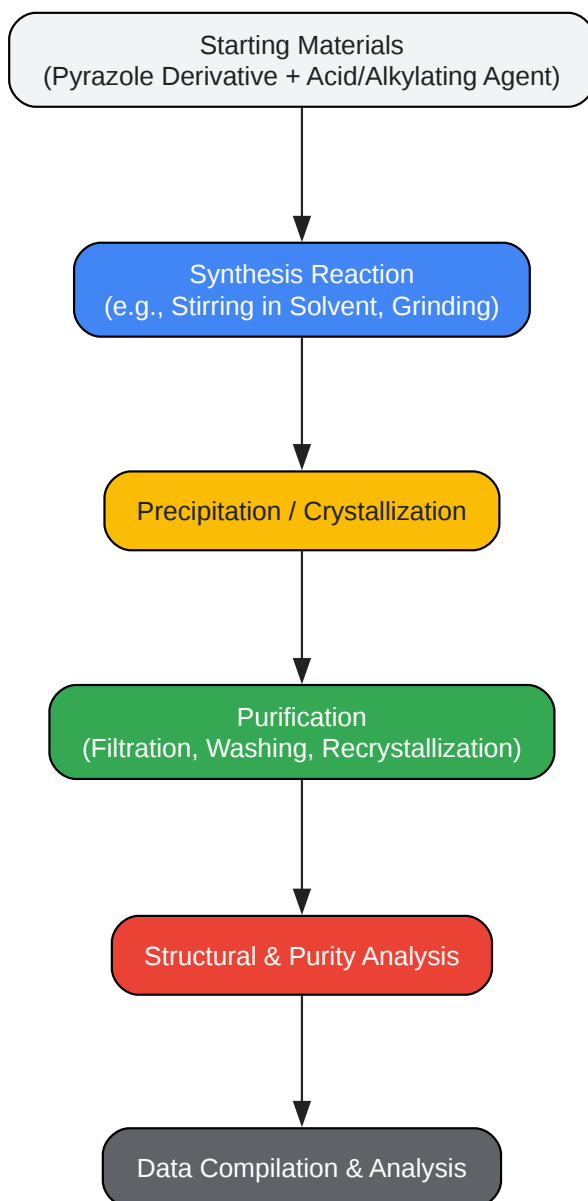 Starting Materials
(Pyrazole Derivative + Acid/Alkylating Agent)
Synthesis Reaction
(e.g., Stirring in Solvent, Grinding)
Precipitation / Crystallization
Purification
(Filtration, Washing, Recrystallization)
Structural & Purity Analysis
Data Compilation & Analysis